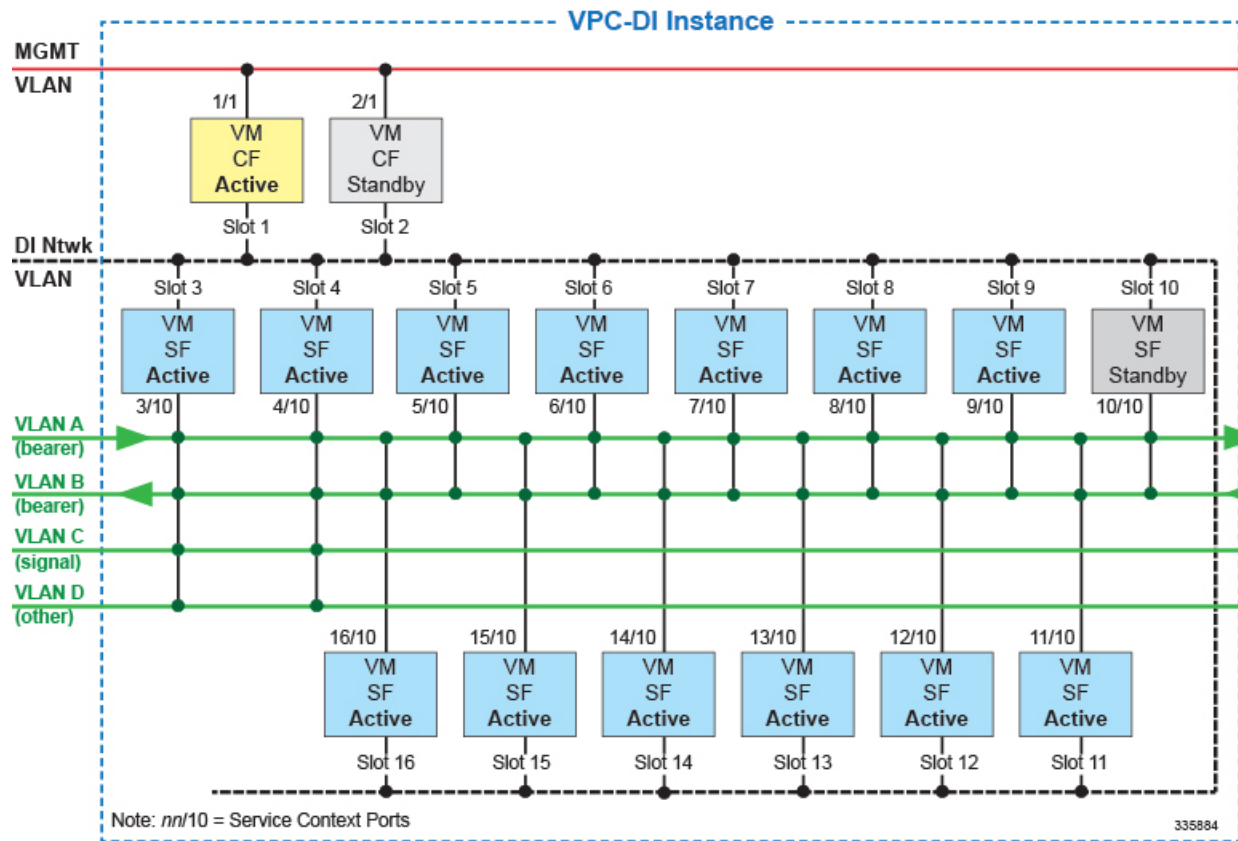 VPC-DI Instance
MGMT
VLAN
1/1
2/1
VM
CF
Active
VM
CF
Standby
Slot 1
Slot 2
DI Ntwk
VLAN
Slot 3
Slot 4
Slot 5
Slot 6
Slot 7
Slot 8
Slot 9
Slot 10
VM
SF
Active
VM
SF
Active
VM
SF
Active
VM
SF
Active
VM
SF
Active
VM
SF
Active
VM
SF
Active
VM
SF
Standby
3/10
4/10
5/10
6/10
7/10
8/10
9/10
10/10
VLAN A
(bearer)
VLAN B
(bearer)
VLAN C
(signal)
VLAN D
(other)
16/10
15/10
14/10
13/10
12/10
11/10
VM
SF
Active
VM
SF
Active
VM
SF
Active
VM
SF
Active
VM
SF
Active
VM
SF
Active
Slot 16
Slot 15
Slot 14
Slot 13
Slot 12
Slot 11
Note: nn/10 = Service Context Ports
335884